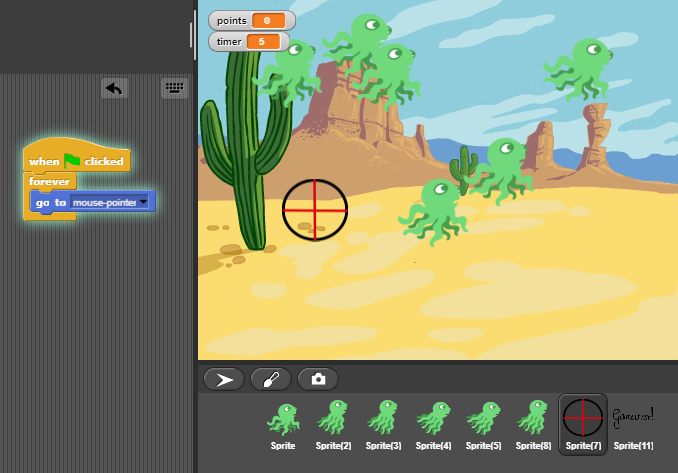 points 0
timer 5
when clicked
forever
go to mouse-pointer
Sprite Sprite(2) Sprite(3) Sprite(4) Sprite(5) Sprite(8) Sprite(7) Sprite(11)